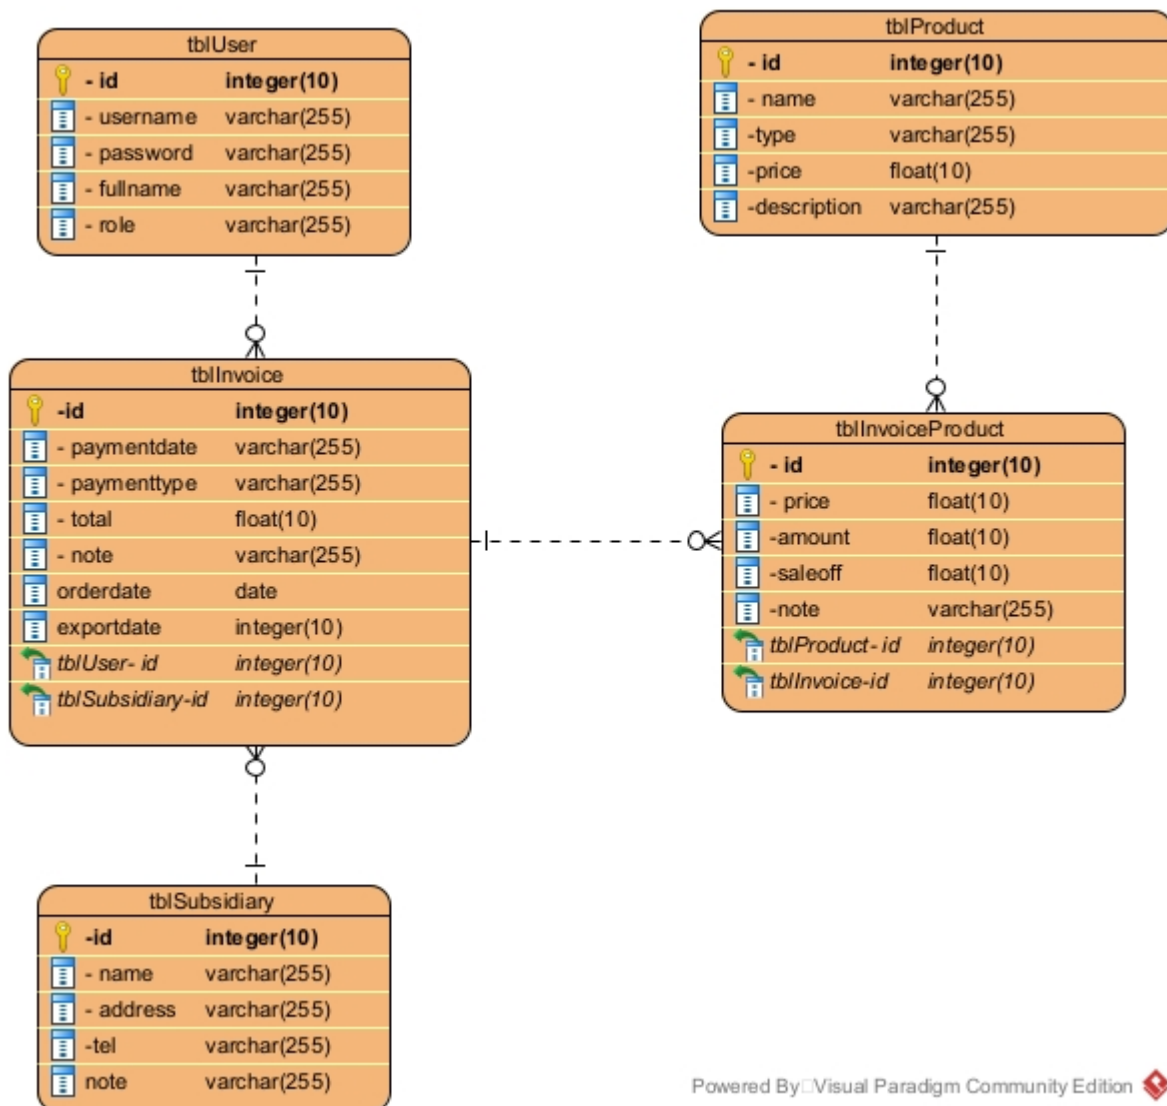 tblUser
- id integer(10)
- username varchar(255)
- password varchar(255)
- fullname varchar(255)
- role varchar(255)
tblProduct
- id integer(10)
- name varchar(255)
-type varchar(255)
-price float(10)
-description varchar(255)
tblInvoice
-id integer(10)
- paymentdate varchar(255)
- paymenttype varchar(255)
- total float(10)
- note varchar(255)
orderdate date
exportdate integer(10)
tblUser- id integer(10)
tblSubsidiary-id integer(10)
tblInvoiceProduct
- id integer(10)
- price float(10)
-amount float(10)
-saleoff float(10)
-note varchar(255)
tblProduct- id integer(10)
tblInvoice-id integer(10)
tblSubsidiary
-id integer(10)
- name varchar(255)
- address varchar(255)
-tel varchar(255)
note varchar(255)
Powered By Visual Paradigm Community Edition